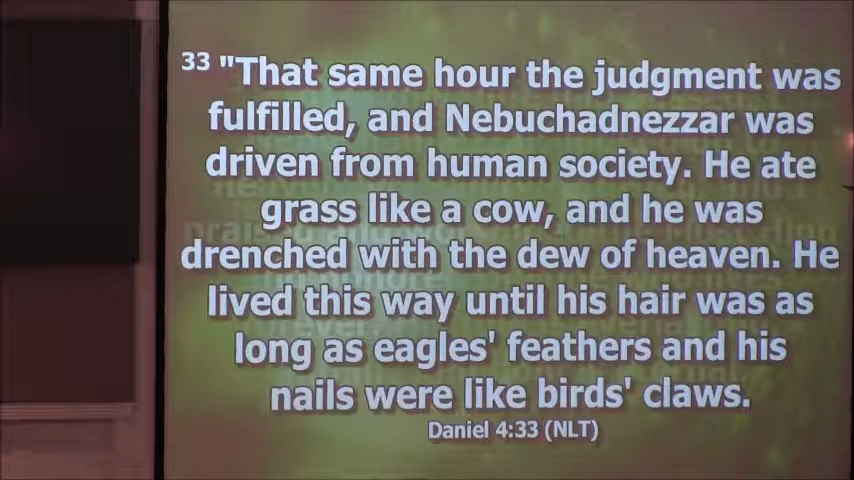 33 "That same hour the judgment was
fulfilled, and Nebuchadnezzar was
driven from human society. He ate
grass like a cow, and he was
drenched with the dew of heaven. He
lived this way until his hair was as
long as eagles' feathers and his
nails were like birds' claws.
Daniel 4:33 (NLT)